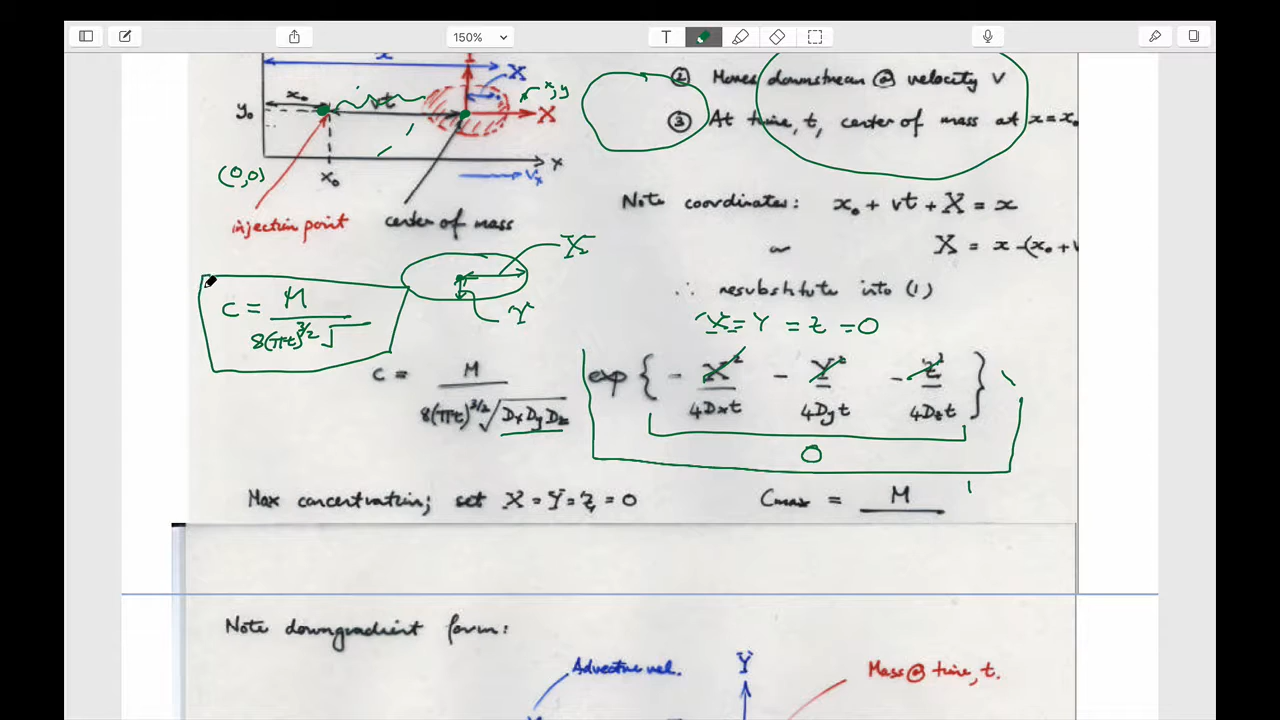 150%
T
x
X
② Moves downstream @ velocity v
x₀ vt x,y
y₀ X
③ At time, t, center of mass at x=x₀
(0,0) x₀ x
vₓ
injection point center of mass
Note coordinates: x₀ + vt + X = x
or X = x-(x₀+v
X
∴ resubstitute into (1)
C = M / 8(πt)^3/2 √
Y
X = Y = Z = 0
C = M / 8(πt)^3/2 √DxDyDz exp { - X²/4Dxt - Y²/4Dyt - Z²/4Dzt }
0
1
Max concentration; set X = Y = Z = 0 Cmax = M
Note downgradient form:
Advective vel. Y Mass @ time, t.